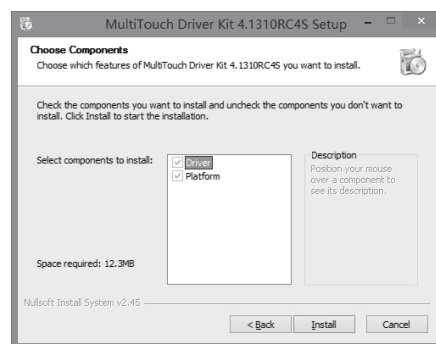 MultiTouch Driver Kit 4.1310RC4S Setup
Choose Components
Choose which features of MultiTouch Driver Kit 4.1310RC4S you want to install.
Check the components you want to install and uncheck the components you don't want to
install. Click Install to start the installation.
Select components to install:
Driver
Platform
Description
Position your mouse
over a component to
see its description.
Space required: 12.3MB
Nullsoft Install System v2.45
< Back
Install
Cancel